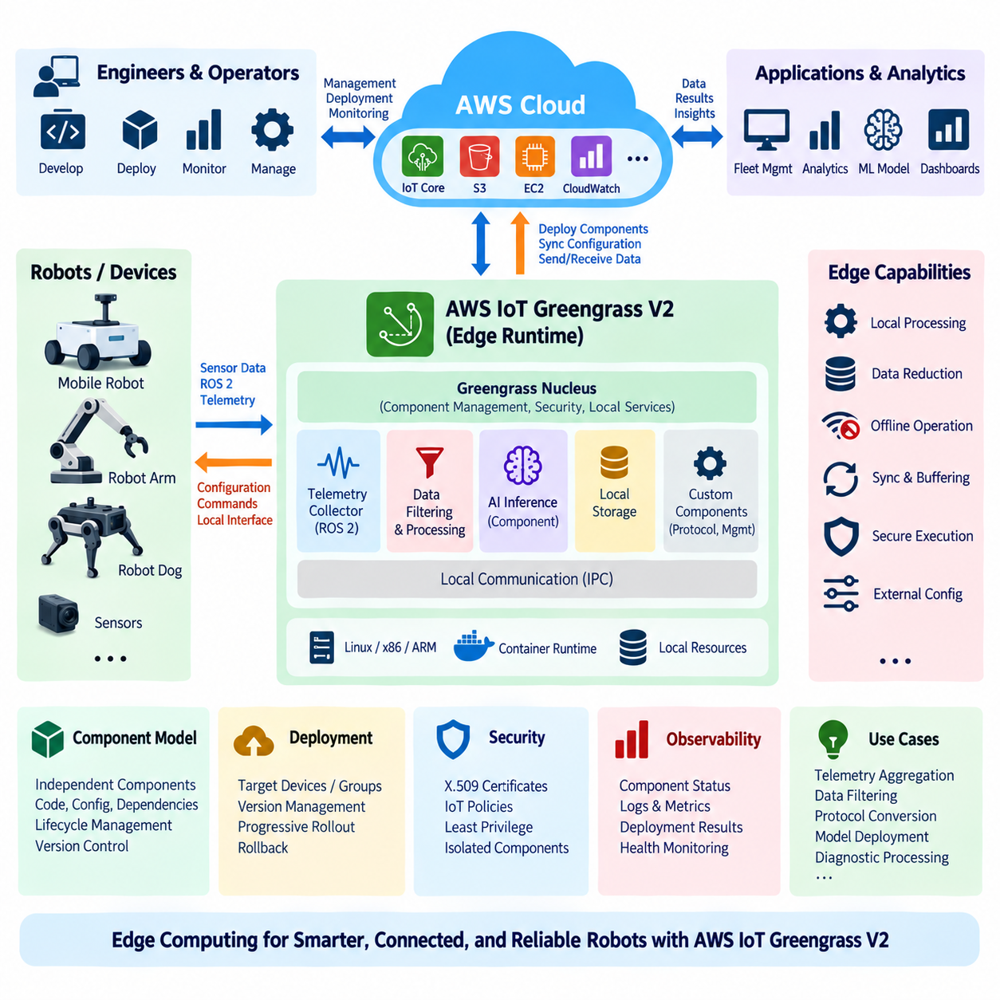 Engineers & Operators
Develop
Deploy
Monitor
Manage
Management
Deployment
Monitoring
AWS Cloud
IoT Core
S3
EC2
CloudWatch
...
Data
Results
Insights
Applications & Analytics
Fleet Mgmt
Analytics
ML Model
Dashboards
Deploy Components
Sync Configuration
Send/Receive Data
Robots / Devices
Mobile Robot
Robot Arm
Robot Dog
Sensors
...
Sensor Data
ROS 2
Telemetry
Configuration
Commands
Local Interface
AWS IoT Greengrass V2
(Edge Runtime)
Greengrass Nucleus
(Component Management, Security, Local Services)
Telemetry
Collector
(ROS 2)
Data
Filtering
& Processing
AI Inference
(Component)
Local
Storage
Custom
Components
(Protocol, Mgmt)
Local Communication (IPC)
Linux / x86 / ARM
Container Runtime
Local Resources
Edge Capabilities
Local Processing
Data Reduction
Offline Operation
Sync & Buffering
Secure Execution
External Config
...
Component Model
Independent Components
Code, Config, Dependencies
Lifecycle Management
Version Control
Deployment
Target Devices / Groups
Version Management
Progressive Rollout
Rollback
Security
X.509 Certificates
IoT Policies
Least Privilege
Isolated Components
Observability
Component Status
Logs & Metrics
Deployment Results
Health Monitoring
Use Cases
Telemetry Aggregation
Data Filtering
Protocol Conversion
Model Deployment
Diagnostic Processing
...
Edge Computing for Smarter, Connected, and Reliable Robots with AWS IoT Greengrass V2